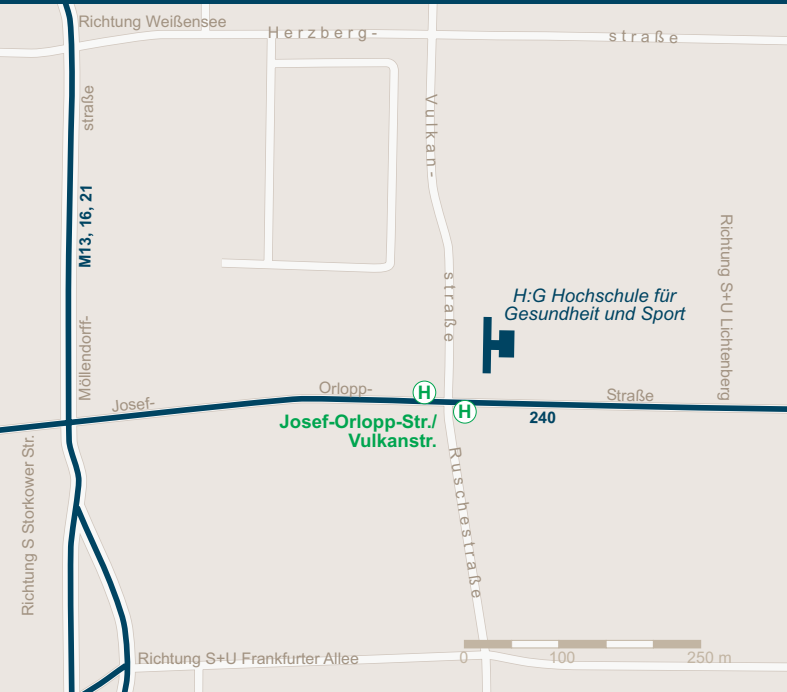 Richtung Weißensee
Herzberg-
straße
straße
Vulkan-
M13, 16, 21
Richtung S+U Lichtenberg
straße
H:G Hochschule für
Gesundheit und Sport
Möllendorff-
Josef-
Orlopp-
Straße
H
H
240
Josef-Orlopp-Str./
Vulkanstr.
Richtung S Storkower Str.
Ruschestraße
Richtung S+U Frankfurter Allee
0 100 250 m